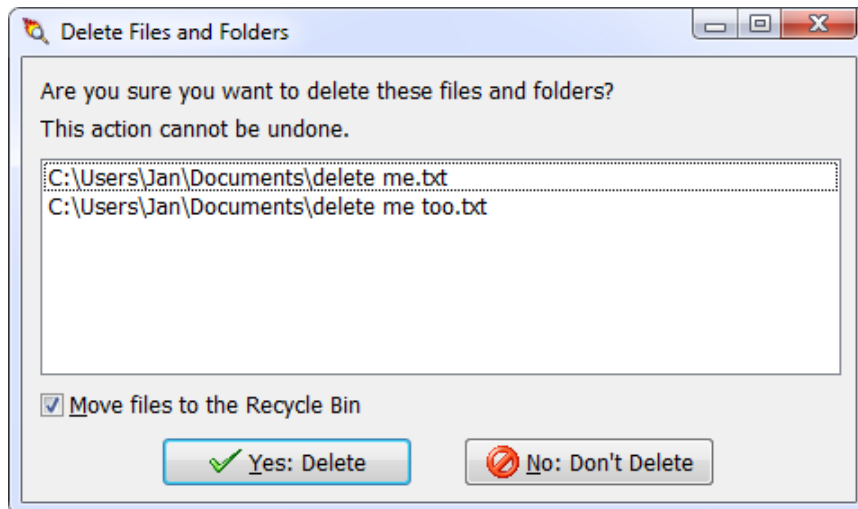 Delete Files and Folders
Are you sure you want to delete these files and folders?
This action cannot be undone.
C:\Users\Jan\Documents\delete me.txt
C:\Users\Jan\Documents\delete me too.txt
Move files to the Recycle Bin
Yes: Delete
No: Don't Delete